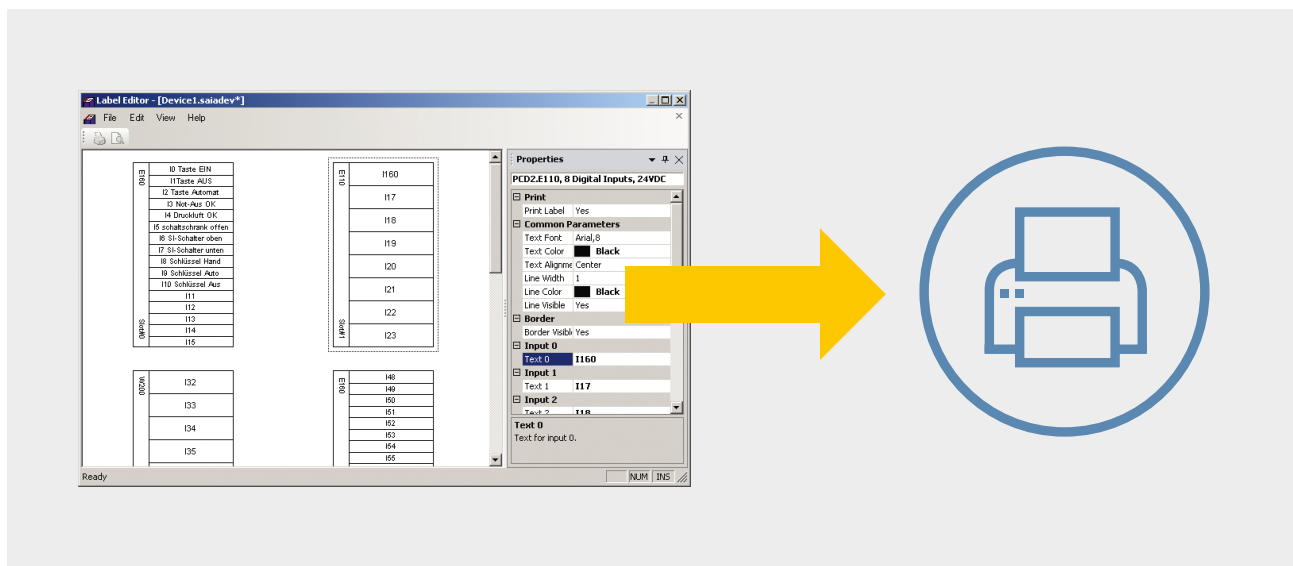 Label Editor - [Device1.saiadev*]
File Edit View Help
E160
I0 Taste EIN
I1Taste AUS
I2 Taste Automat
I3 Not-Aus OK
I4 Druckluft OK
I5 schaltschrank offen
I6 SI-Schalter oben
I7 SI-Schalter unten
I8 Schlüssel Hand
I9 Schlüssel Auto
I10 Schlüssel Aus
I11
I12
I13
I14
I15
Slot#0
E110
I160
I17
I18
I19
I20
I21
I22
I23
Slot#1
W200
I32
I33
I34
I35
E160
I48
I49
I50
I51
I52
I53
I54
I55
Properties
PCD2.E110, 8 Digital Inputs, 24VDC
Print
Print Label Yes
Common Parameters
Text Font Arial,8
Text Color Black
Text Alignme Center
Line Width 1
Line Color Black
Line Visible Yes
Border
Border Visibl Yes
Input 0
Text 0 I160
Input 1
Text 1 I17
Input 2
Text 2 I18
Text 0
Text for input 0.
Ready
NUM INS